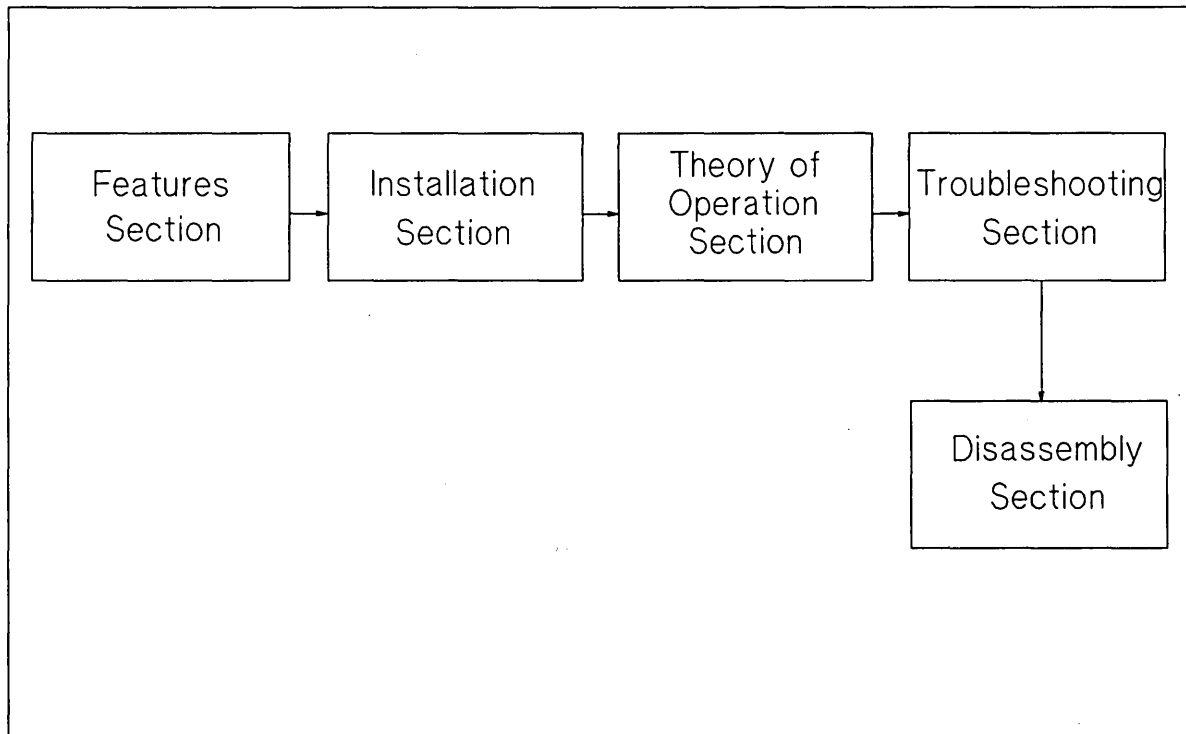 Features
Section
Installation
Section
Theory of
Operation
Section
Troubleshooting
Section
Disassembly
Section